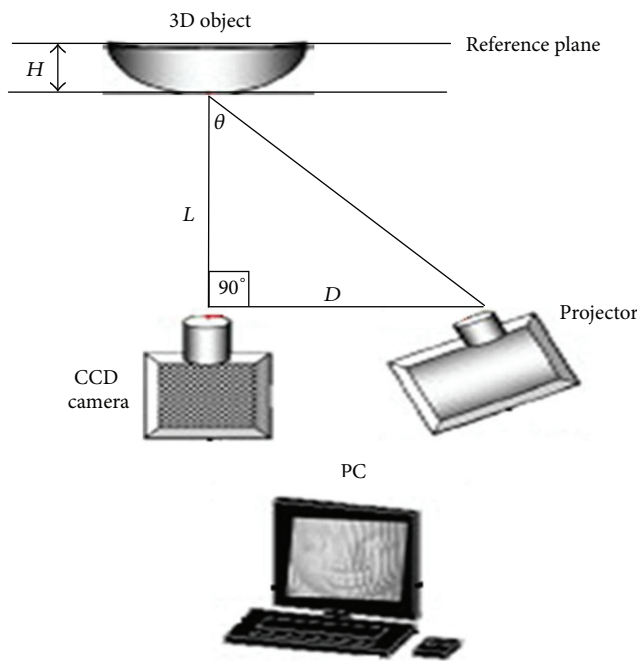 3D object
Reference plane
H
θ
L
90°
D
Projector
CCD
camera
PC